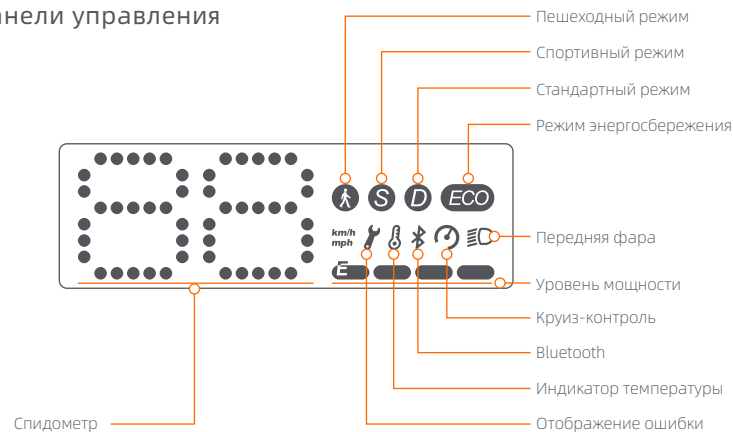 анели управления
Пешеходный режим
Спортивный режим
Стандартный режим
Режим энергосбережения
S D ECO
km/h
mph
E
Передняя фара
Уровень мощности
Круиз-контроль
Bluetooth
Индикатор температуры
Спидометр
Отображение ошибки